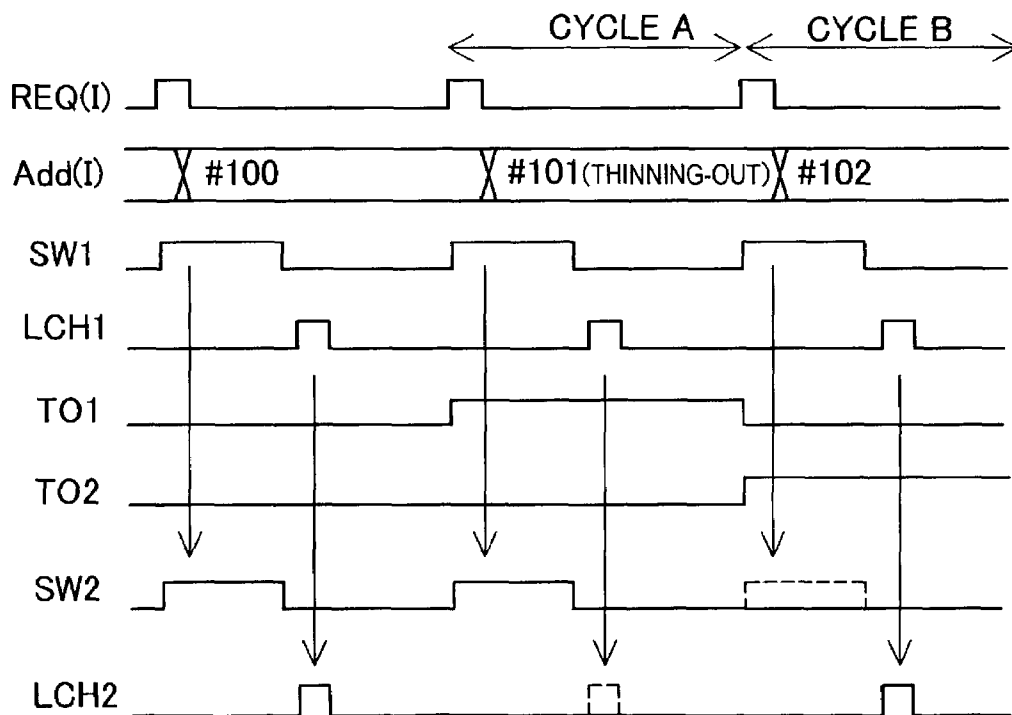 CYCLE A CYCLE B
REQ(I)
Add(I) #100 #101(THINNING-OUT) #102
SW1
LCH1
TO1
TO2
SW2
LCH2